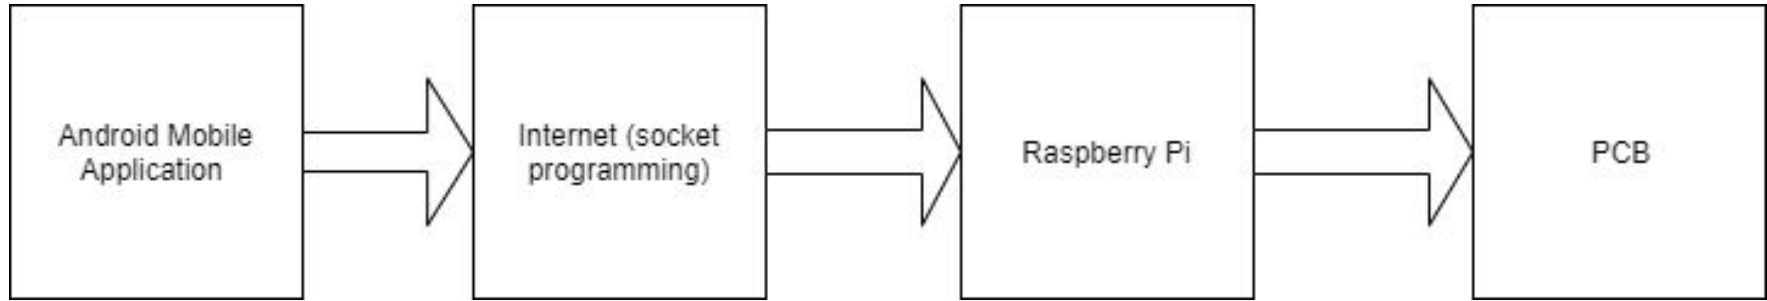 Android Mobile
Application
Internet (socket
programming)
Raspberry Pi
PCB